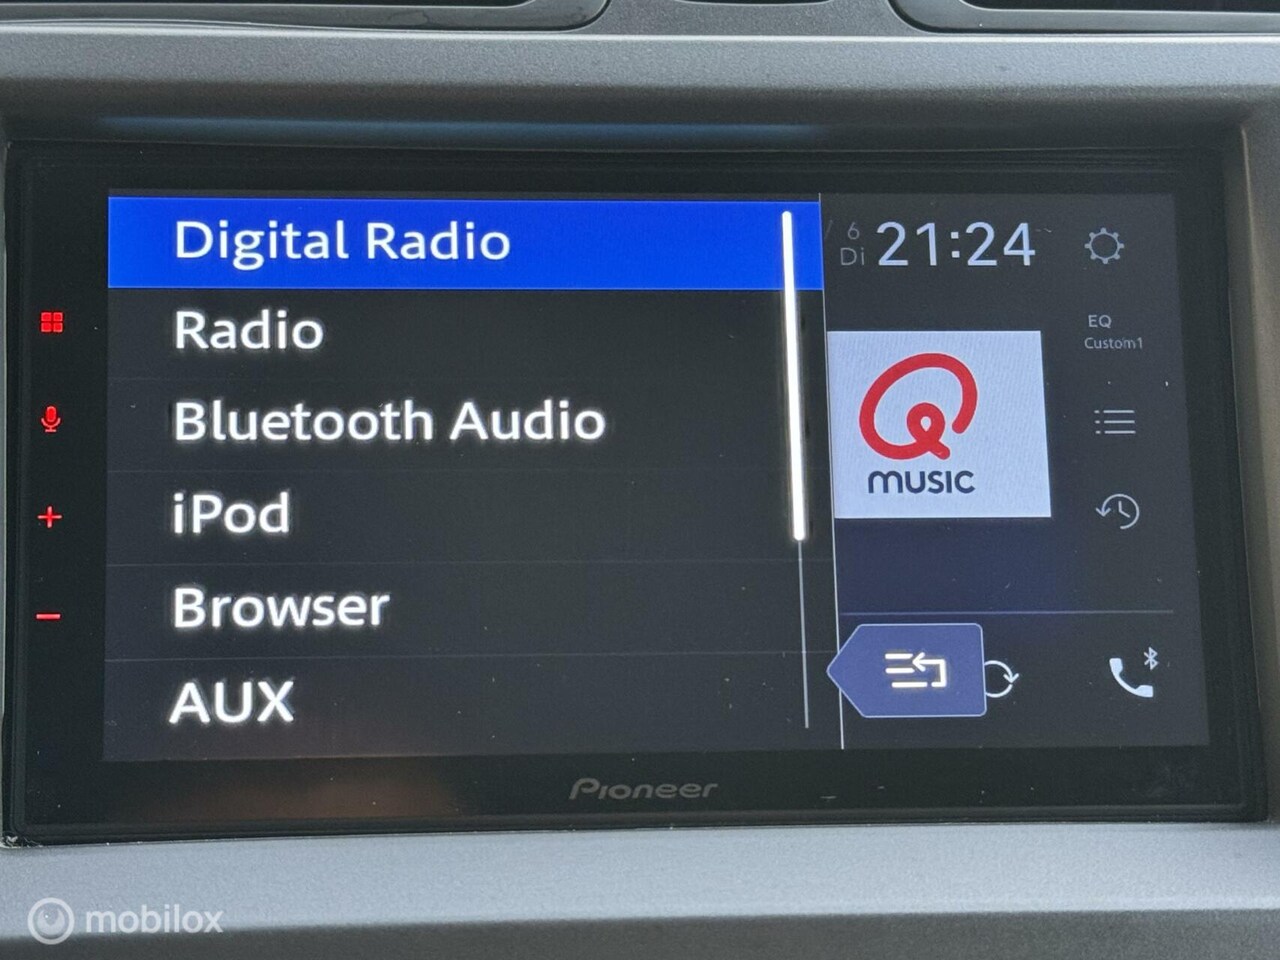 Digital Radio
Radio
Bluetooth Audio
iPod
Browser
AUX
/ 6
Di 21:24
EQ
Custom1
Q
MUSIC
Pioneer
mobilox